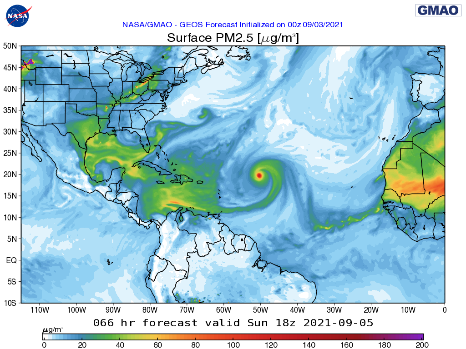 NASA
GMAO
NASA/GMAO - GEOS Forecast Initialized on 00z 09/03/2021
Surface PM2.5 [μg/m³]
50N
45N
40N
35N
30N
25N
20N
15N
10N
5N
EQ
5S
10S
110W 100W 90W 80W 70W 60W 50W 40W 30W 20W 10W 0
066 hr forecast valid Sun 18z 2021-09-05
μg/m³
0 20 40 60 80 100 120 140 160 180 200